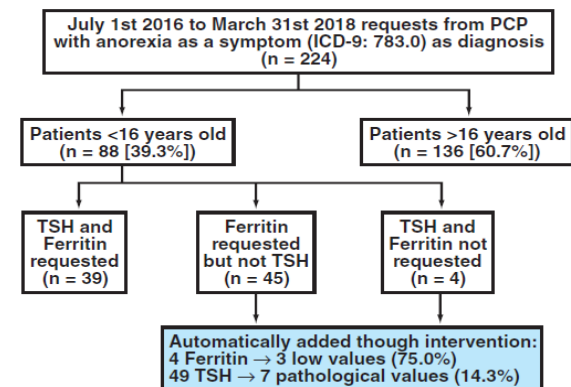 July 1st 2016 to March 31st 2018 requests from PCP
with anorexia as a symptom (ICD-9: 783.0) as diagnosis
(n = 224)
Patients <16 years old
(n = 88 [39.3%])
Patients >16 years old
(n = 136 [60.7%])
TSH and
Ferritin
requested
(n = 39)
Ferritin
requested
but not TSH
(n = 45)
TSH and
Ferritin not
requested
(n = 4)
Automatically added though intervention:
4 Ferritin → 3 low values (75.0%)
49 TSH → 7 pathological values (14.3%)